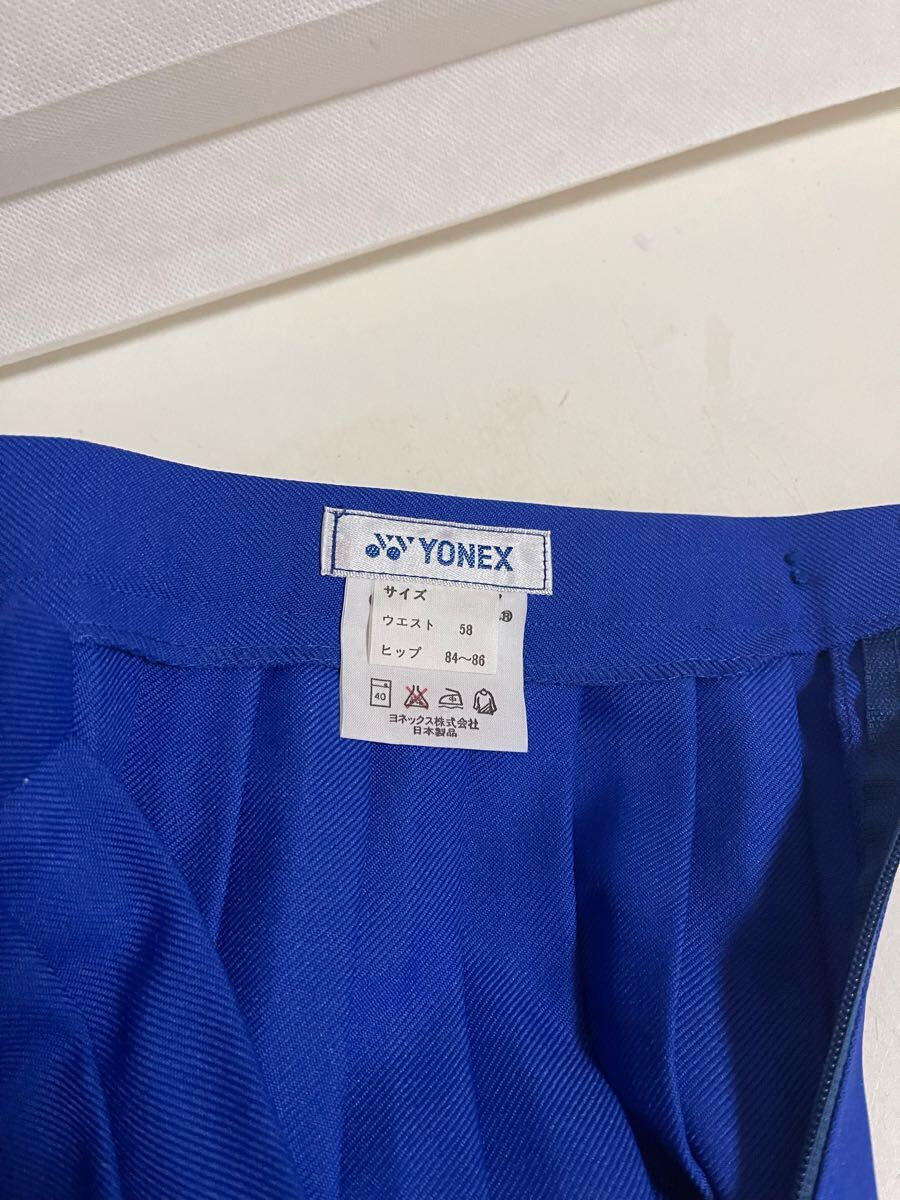 YONEX
サイズ
®
ウエスト 58
ヒップ 84〜86
40
ヨネックス株式会社
日本製品